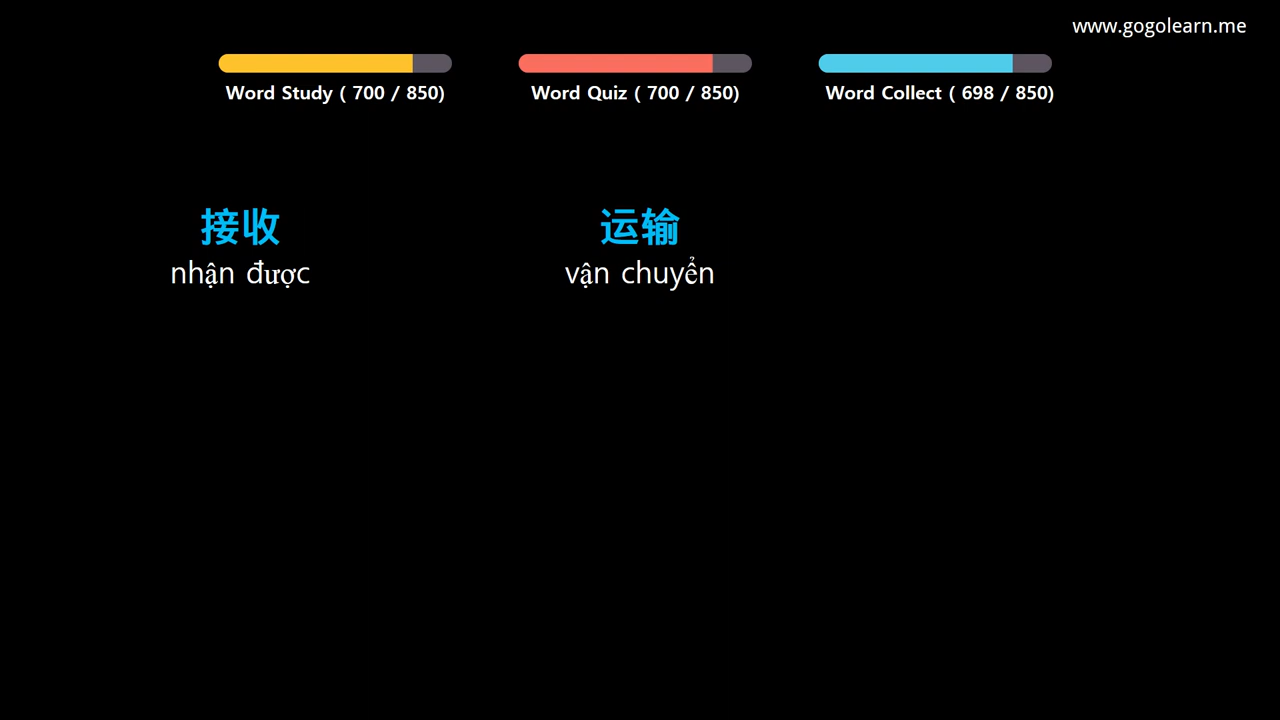 www.gogolearn.me
Word Study ( 700 / 850)
Word Quiz ( 700 / 850)
Word Collect ( 698 / 850)
接收
nhận được
运输
vận chuyển